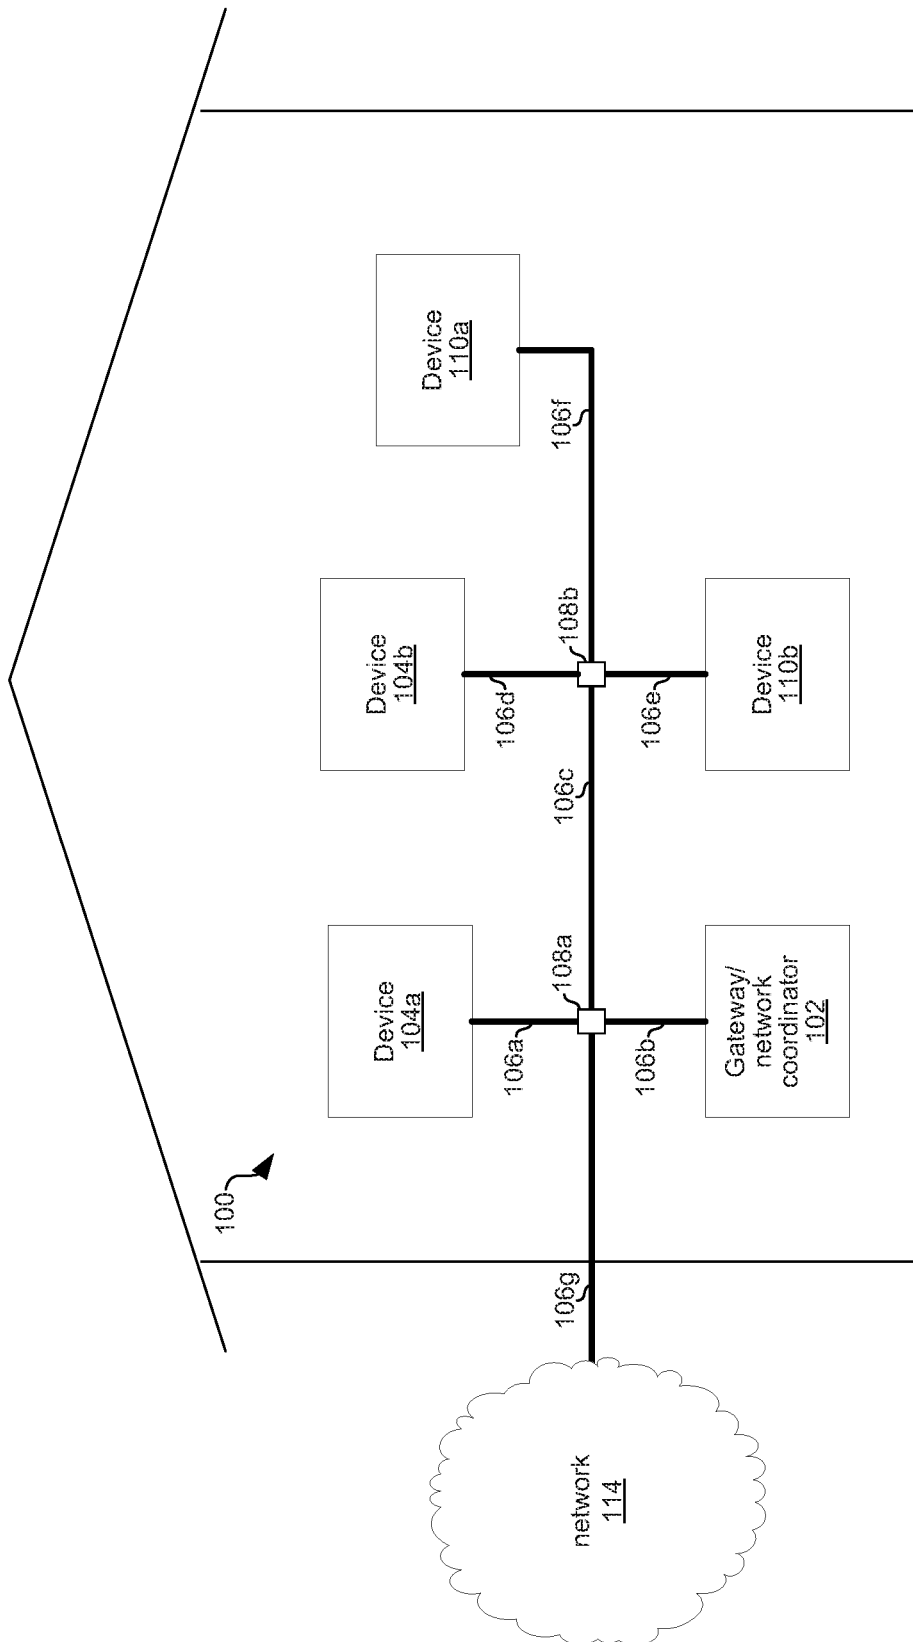 100
network
114
106g
Device
104a
106a
108a
106b
Gateway/
network
coordinator
102
106c
Device
104b
106d
108b
106e
Device
110b
106f
Device
110a